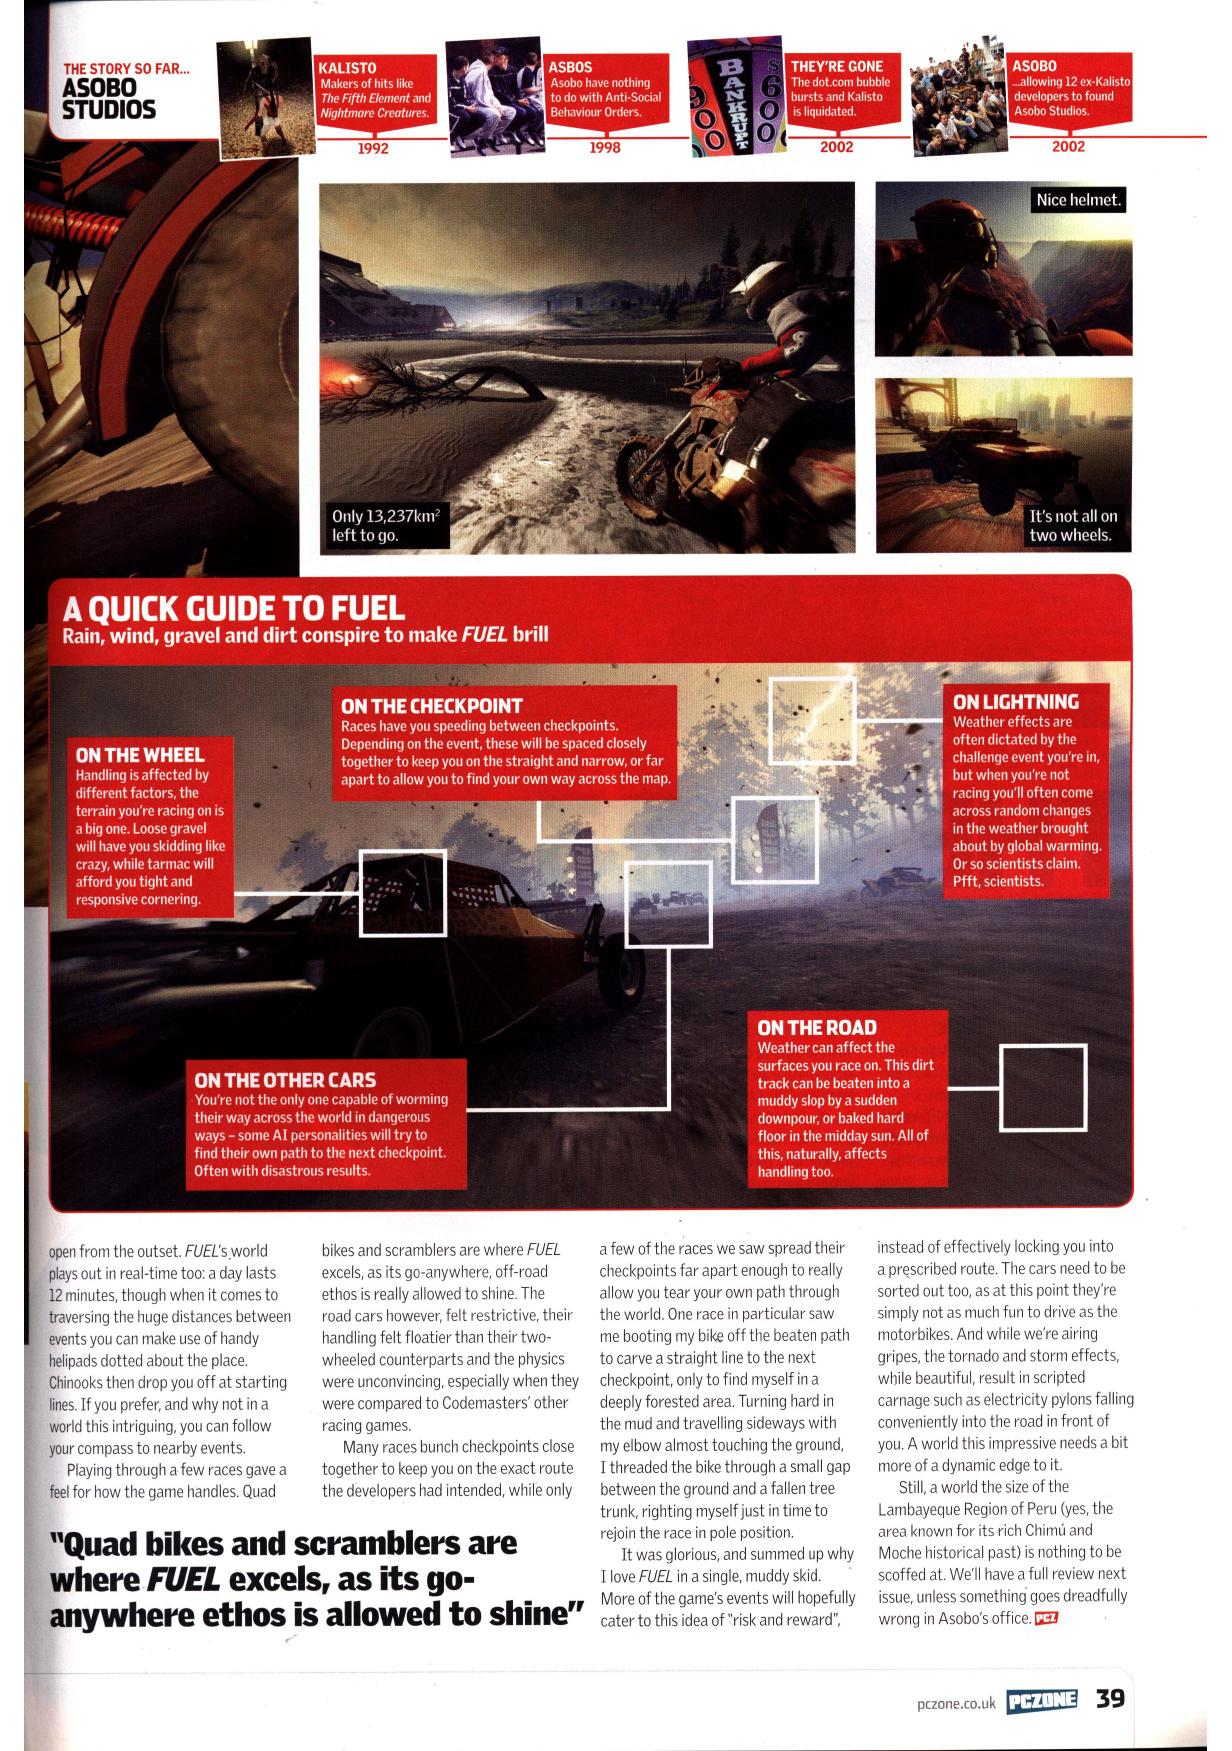 THE STORY SO FAR...
ASOBO
STUDIOS
KALISTO
Makers of hits like
The Fifth Element and
Nightmare Creatures.
1992
ASBOS
Asobo have nothing
to do with Anti-Social
Behaviour Orders.
1998
BANKRUPT
900
$600
THEY'RE GONE
The dot.com bubble
bursts and Kalisto
is liquidated.
2002
ASOBO
...allowing 12 ex-Kalisto
developers to found
Asobo Studios.
2002
Only 13,237km²
left to go.
Nice helmet.
It's not all on
two wheels.
A QUICK GUIDE TO FUEL
Rain, wind, gravel and dirt conspire to make FUEL brill
ON THE WHEEL
Handling is affected by
different factors, the
terrain you're racing on is
a big one. Loose gravel
will have you skidding like
crazy, while tarmac will
afford you tight and
responsive cornering.
ON THE CHECKPOINT
Races have you speeding between checkpoints.
Depending on the event, these will be spaced closely
together to keep you on the straight and narrow, or far
apart to allow you to find your own way across the map.
ON LIGHTNING
Weather effects are
often dictated by the
challenge event you're in,
but when you're not
racing you'll often come
across random changes
in the weather brought
about by global warming.
Or so scientists claim.
Pfft, scientists.
ON THE OTHER CARS
You're not the only one capable of worming
their way across the world in dangerous
ways – some AI personalities will try to
find their own path to the next checkpoint.
Often with disastrous results.
ON THE ROAD
Weather can affect the
surfaces you race on. This dirt
track can be beaten into a
muddy slop by a sudden
downpour, or baked hard
floor in the midday sun. All of
this, naturally, affects
handling too.
open from the outset. FUEL's world
plays out in real-time too: a day lasts
12 minutes, though when it comes to
traversing the huge distances between
events you can make use of handy
helipads dotted about the place.
Chinooks then drop you off at starting
lines. If you prefer, and why not in a
world this intriguing, you can follow
your compass to nearby events.
Playing through a few races gave a
feel for how the game handles. Quad
bikes and scramblers are where FUEL
excels, as its go-anywhere, off-road
ethos is really allowed to shine. The
road cars however, felt restrictive, their
handling felt floatier than their two-
wheeled counterparts and the physics
were unconvincing, especially when they
were compared to Codemasters' other
racing games.
Many races bunch checkpoints close
together to keep you on the exact route
the developers had intended, while only
"Quad bikes and scramblers are
where FUEL excels, as its go-
anywhere ethos is allowed to shine"
a few of the races we saw spread their
checkpoints far apart enough to really
allow you tear your own path through
the world. One race in particular saw
me booting my bike off the beaten path
to carve a straight line to the next
checkpoint, only to find myself in a
deeply forested area. Turning hard in
the mud and travelling sideways with
my elbow almost touching the ground,
I threaded the bike through a small gap
between the ground and a fallen tree
trunk, righting myself just in time to
rejoin the race in pole position.
It was glorious, and summed up why
I love FUEL in a single, muddy skid.
More of the game's events will hopefully
cater to this idea of "risk and reward",
instead of effectively locking you into
a prescribed route. The cars need to be
sorted out too, as at this point they're
simply not as much fun to drive as the
motorbikes. And while we're airing
gripes, the tornado and storm effects,
while beautiful, result in scripted
carnage such as electricity pylons falling
conveniently into the road in front of
you. A world this impressive needs a bit
more of a dynamic edge to it.
Still, a world the size of the
Lambayeque Region of Peru (yes, the
area known for its rich Chimú and
Moche historical past) is nothing to be
scoffed at. We'll have a full review next
issue, unless something goes dreadfully
wrong in Asobo's office. PCZ
pczone.co.uk PCZONE 39